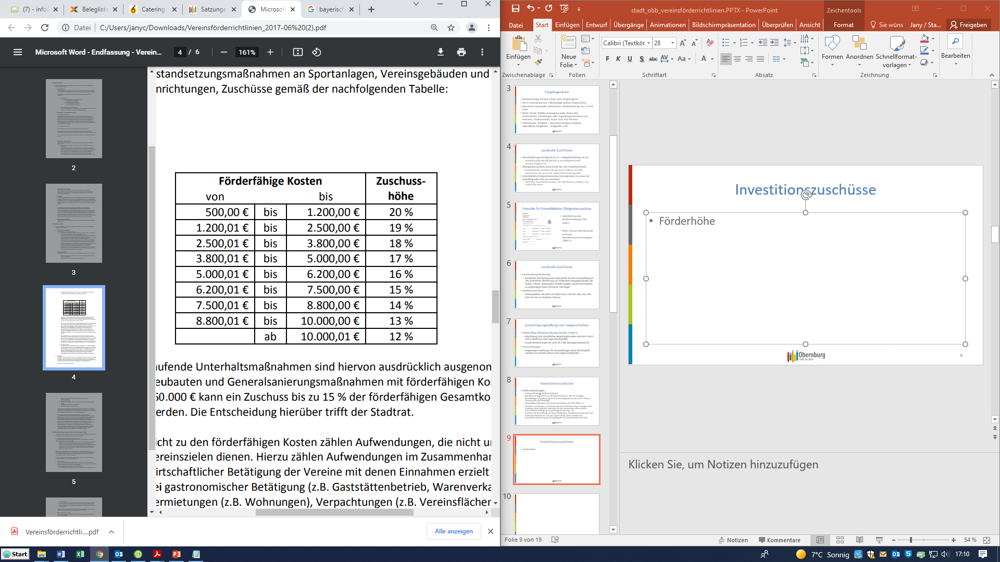 (7) - info
Belegliste
Catering
Satzunge
Microsof
bayerisch
Datei
C:/Users/janyc/Downloads/Vereinsförderrichtlinien_2017-06%20(2).pdf
Microsoft Word - Endfassung - Verein...
4 / 6
161%
2
3
4
5
standsetzungsmaßnahmen an Sportanlagen, Vereinsgebäuden und
nrichtungen, Zuschüsse gemäß der nachfolgenden Tabelle:
Förderfähige Kosten Zuschuss-
von bis höhe
500,00 € bis 1.200,00 € 20 %
1.200,01 € bis 2.500,00 € 19 %
2.500,01 € bis 3.800,00 € 18 %
3.800,01 € bis 5.000,00 € 17 %
5.000,01 € bis 6.200,00 € 16 %
6.200,01 € bis 7.500,00 € 15 %
7.500,01 € bis 8.800,00 € 14 %
8.800,01 € bis 10.000,00 € 13 %
ab 10.000,01 € 12 %
ufende Unterhaltsmaßnahmen sind hiervon ausdrücklich ausgenom
eubauten und Generalsanierungsmaßnahmen mit förderfähigen Kos
50.000 € kann ein Zuschuss bis zu 15 % der förderfähigen Gesamtko
erden. Die Entscheidung hierüber trifft der Stadtrat.
icht zu den förderfähigen Kosten zählen Aufwendungen, die nicht u
ereinszielen dienen. Hierzu zählen Aufwendungen im Zusammenhan
irtschaftlicher Betätigung der Vereine mit denen Einnahmen erzielt
ei gastronomischer Betätigung (z.B. Gaststättenbetrieb, Warenverka
ermietungen (z.B. Wohnungen), Verpachtungen (z.B. Vereinsflächen
Vereinsförderrichtli....pdf
Alle anzeigen
stadt_obb_vereinsförderrichtlinien.PPTX - PowerPoint
Zeichentools
Datei Start Einfügen Entwurf Übergänge Animationen Bildschirmpräsentation Überprüfen Ansicht Format Sie wüns Jany / Sta... Freigeben
Einfügen
Neue
Folie
Calibri (Textkör 28
F K U S abc AV Aa A
Formen Anordnen Schnellformat-
vorlagen
Bearbeiten
Zwischenablage Folien Schriftart Absatz Zeichnung
3
Empfängerkreis
4
Laufende Zuschüsse
5
Formular für Ensembleleiter-/Dirigentenzuschuss
6
Laufende Zuschüsse
7
Zurverfügungstellung von Liegenschaften
8
Investitionszuschüsse
9
Investitionszuschüsse
Förderhöhe
10
Investitionszuschüsse
• Förderhöhe
Obernburg
Stadt am Main
9
Klicken Sie, um Notizen hinzuzufügen
Folie 9 von 19
Notizen Kommentare 54 %
Start
7°C Sonnig 17:10